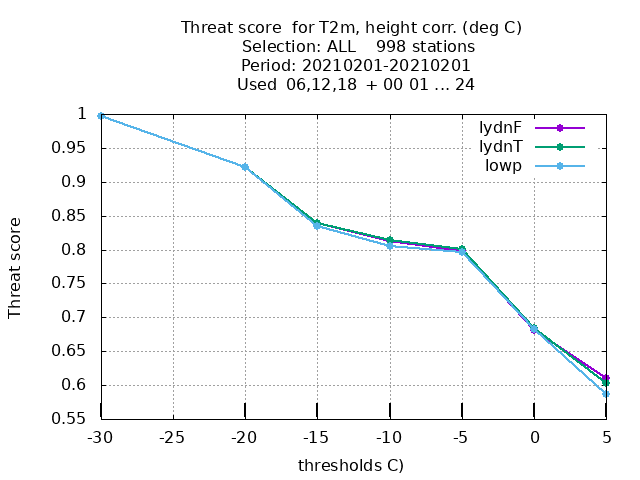 Threat score  for T2m, height corr. (deg C)
Selection: ALL    998 stations
Period: 20210201-20210201
Used  06,12,18  + 00 01 ... 24
lydnF
lydnT
lowp
1
0.95
0.9
0.85
0.8
0.75
0.7
0.65
0.6
0.55
Threat score
-30 -25 -20 -15 -10 -5 0 5
thresholds C)